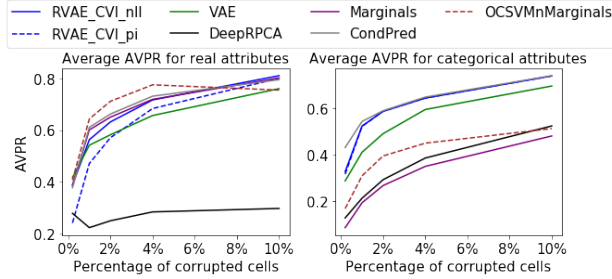 RVAE_CVI_nll VAE Marginals OCSVMnMarginals
RVAE_CVI_pi DeepRPCA CondPred
Average AVPR for real attributes Average AVPR for categorical attributes
AVPR
0.8
0.6
0.4
0.2
0% 2% 4% 6% 8% 10%
Percentage of corrupted cells
0.6
0.4
0.2
0% 2% 4% 6% 8% 10%
Percentage of corrupted cells